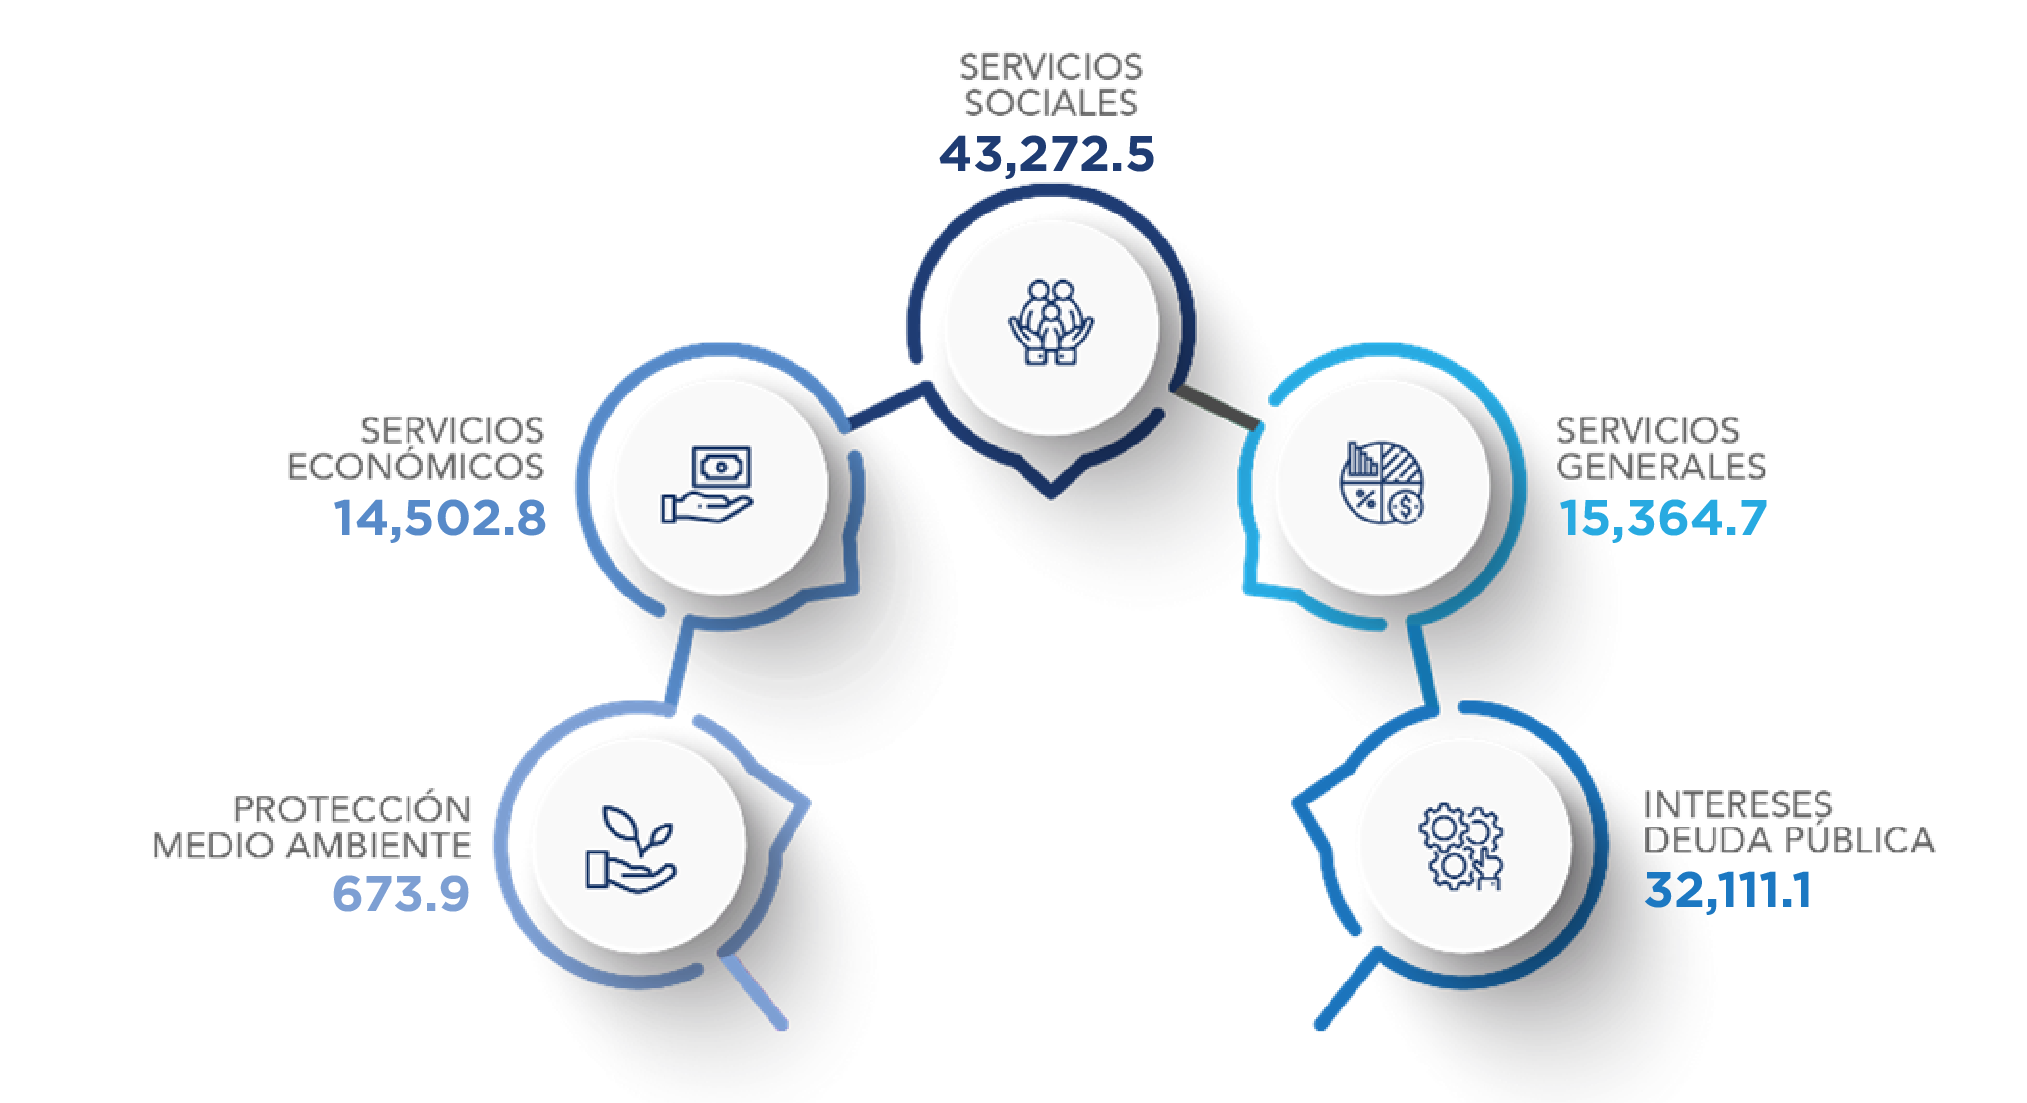 SERVICIOS
SOCIALES
43,272.5
SERVICIOS
ECONÓMICOS
14,502.8
SERVICIOS
GENERALES
15,364.7
%
$
PROTECCIÓN
MEDIO AMBIENTE
673.9
INTERESES
DEUDA PÚBLICA
32,111.1